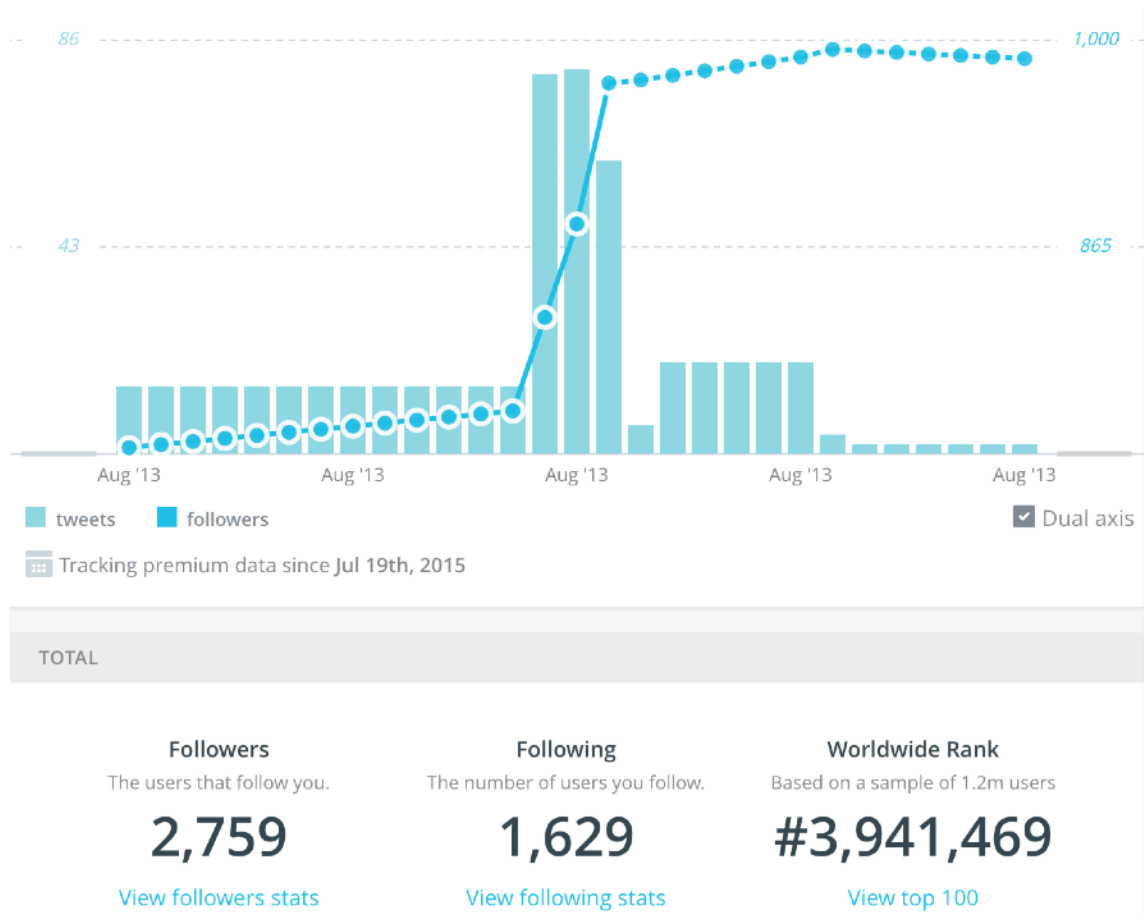 86
1,000
43
865
Aug '13 Aug '13 Aug '13 Aug '13 Aug '13
tweets followers Dual axis
Tracking premium data since Jul 19th, 2015
TOTAL
Followers Following Worldwide Rank
The users that follow you. The number of users you follow. Based on a sample of 1.2m users
2,759 1,629 #3,941,469
View followers stats View following stats View top 100